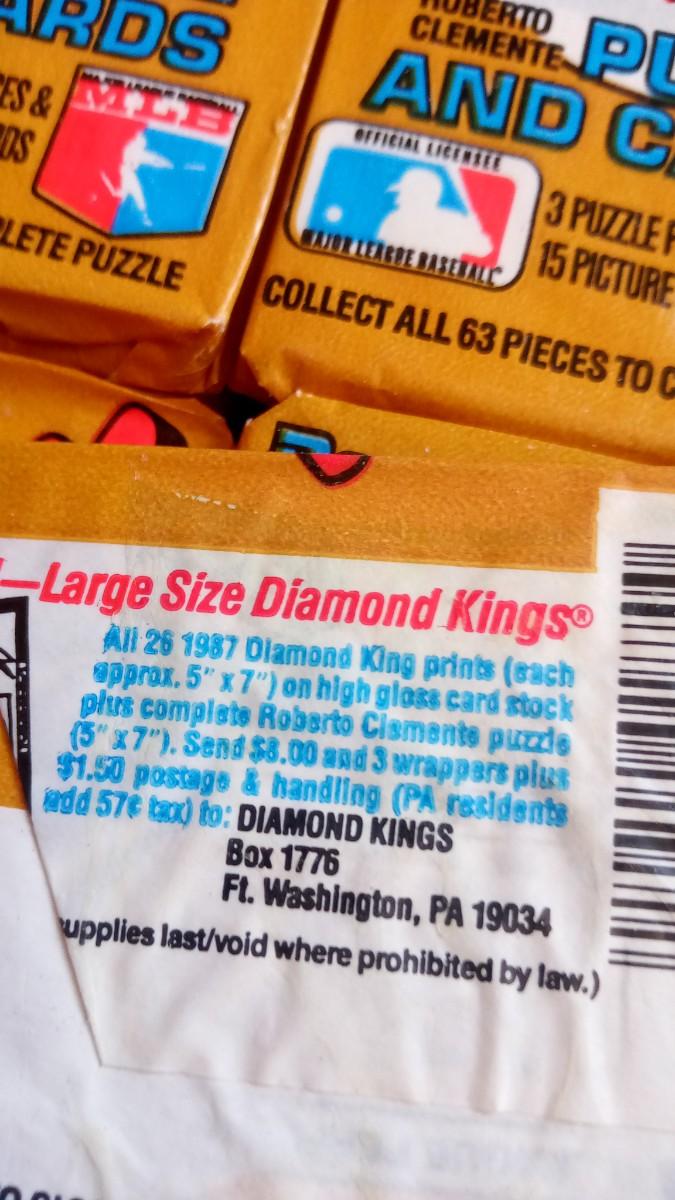 ARDS
ES &
DS
MLB
LETE PUZZLE
ROBERTO
CLEMENTE PU
AND C
OFFICIAL LICENSEE
MAJOR LEAGUE BASEBALL
3 PUZZLE P
15 PICTURE
COLLECT ALL 63 PIECES TO C
—Large Size Diamond Kings®
All 26 1987 Diamond King prints (each
approx. 5" x 7") on high gloss card stock
plus complete Roberto Clemente puzzle
(5" x 7"). Send $8.00 and 3 wrappers plus
$1.50 postage & handling (PA residents
add 57¢ tax) to: DIAMOND KINGS
Box 1776
Ft. Washington, PA 19034
supplies last/void where prohibited by law.)